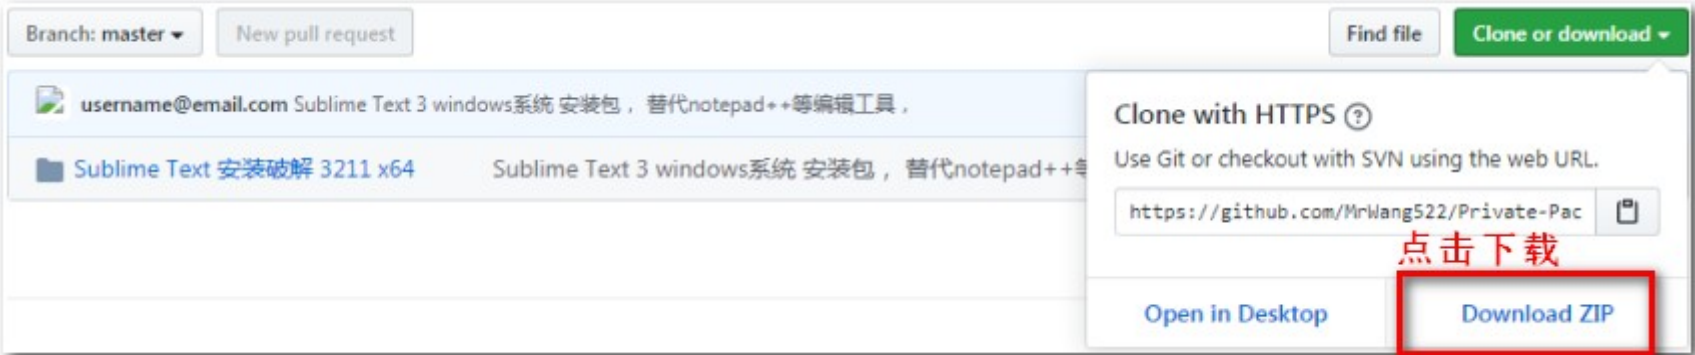 Branch: master
New pull request
Find file
Clone or download
username@email.com Sublime Text 3 windows系统 安装包， 替代notepad++等编辑工具，
Sublime Text 安装破解 3211 x64
Sublime Text 3 windows系统 安装包， 替代notepad++等
Clone with HTTPS ?
Use Git or checkout with SVN using the web URL.
https://github.com/MrWang522/Private-Pac
点击下载
Open in Desktop
Download ZIP